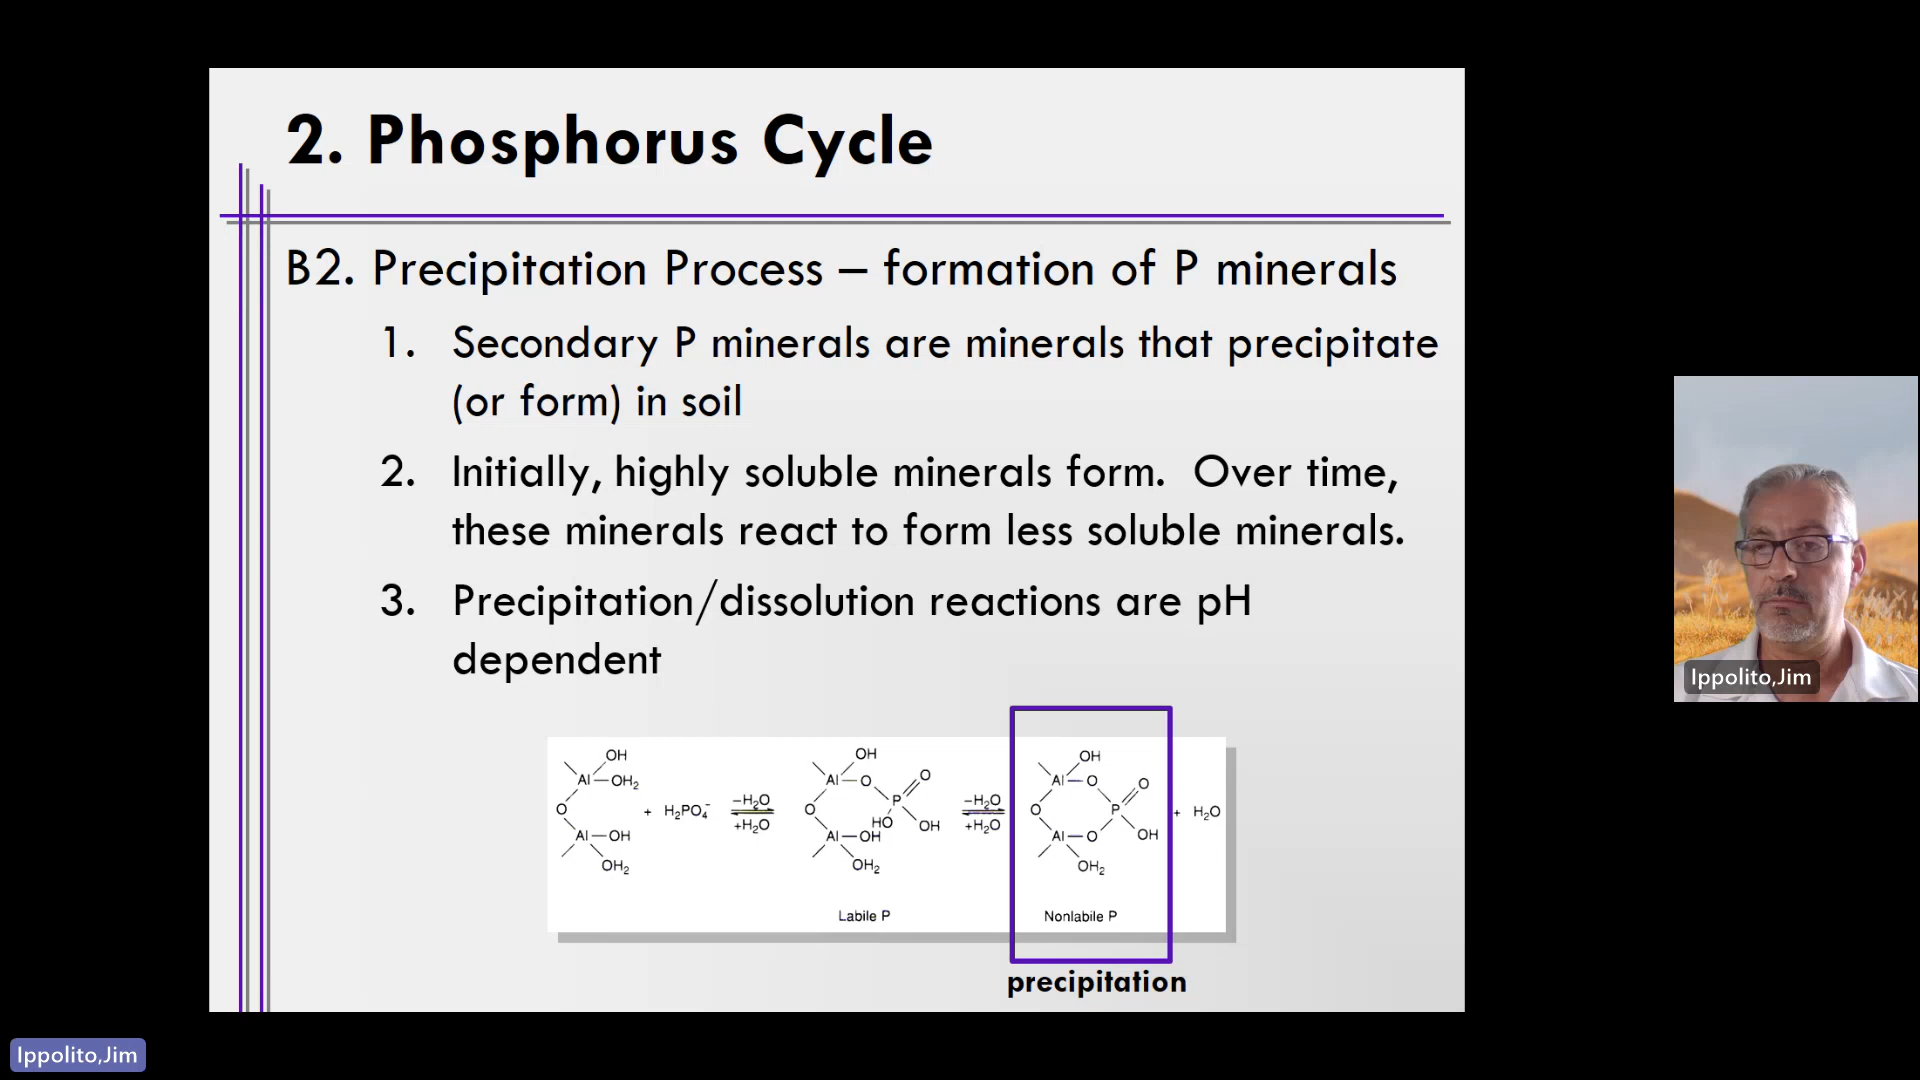 2. Phosphorus Cycle
B2. Precipitation Process – formation of P minerals
1. Secondary P minerals are minerals that precipitate
(or form) in soil
2. Initially, highly soluble minerals form. Over time,
these minerals react to form less soluble minerals.
3. Precipitation/dissolution reactions are pH
dependent
OH
Al—OH₂
O
Al—OH
OH₂
+ H₂PO₄⁻
−H₂O
+H₂O
OH
Al—O
O
P
O
HO
OH
Al—OH
OH₂
Labile P
−H₂O
+H₂O
OH
Al—O
O
O
P
Al—O
OH
OH₂
Nonlabile P
+ H₂O
precipitation
Ippolito,Jim
Ippolito,Jim